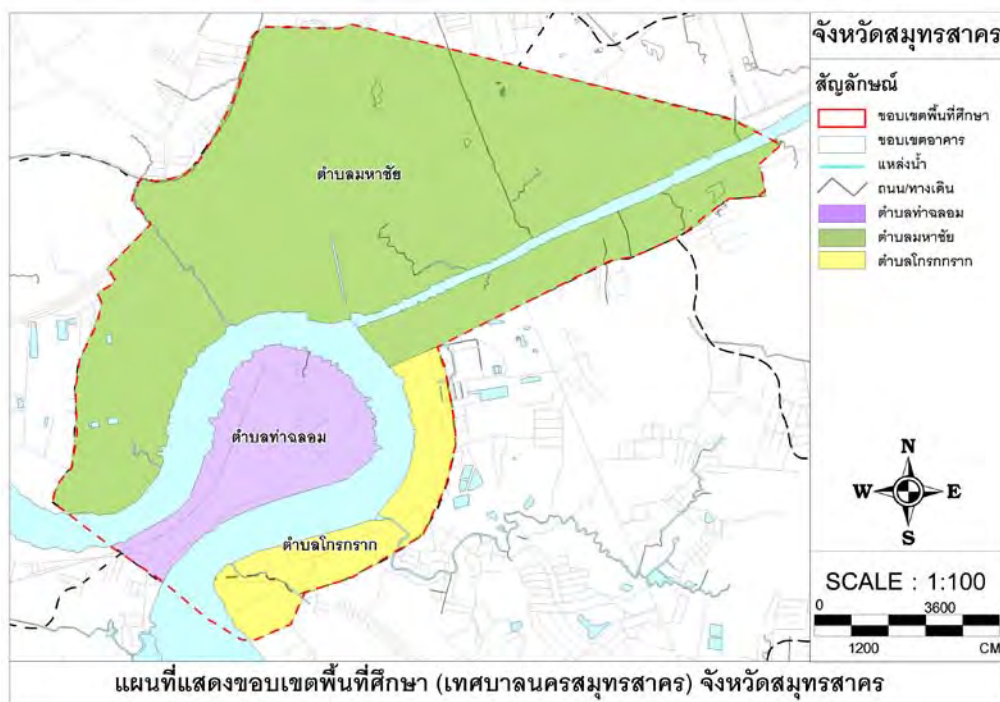 จังหวัดสมุทรสาคร
สัญลักษณ์
ขอบเขตพื้นที่ศึกษา
ขอบเขตอาคาร
แหล่งน้ำ
ถนน/ทางเดิน
ตำบลท่าฉลอม
ตำบลมหาชัย
ตำบลโกรกกราก
ตำบลมหาชัย
ตำบลท่าฉลอม
ตำบลโกรกราก
N
W E
S
SCALE : 1:100
0 3600
1200 CM
แผนที่แสดงขอบเขตพื้นที่ศึกษา (เทศบาลนครสมุทรสาคร) จังหวัดสมุทรสาคร